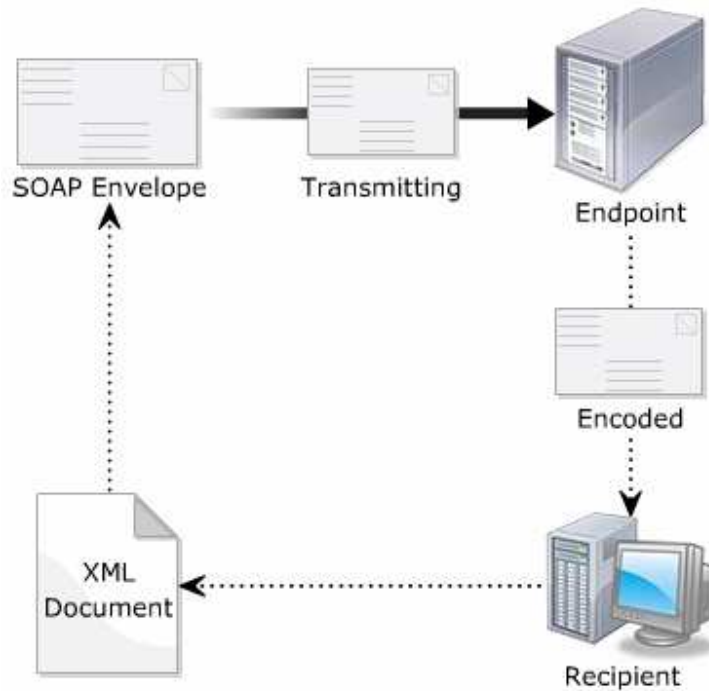 SOAP Envelope
Transmitting
Endpoint
Encoded
XML
Document
Recipient